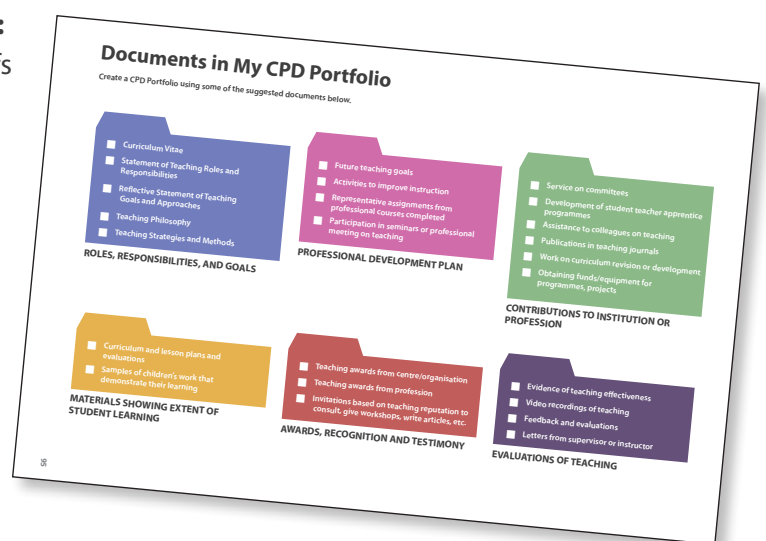 :
fs
Documents in My CPD Portfolio
Create a CPD Portfolio using some of the suggested documents below.
Curriculum Vitae
Statement of Teaching Roles and
Responsibilities
Reflective Statement of Teaching
Goals and Approaches
Teaching Philosophy
Teaching Strategies and Methods
ROLES, RESPONSIBILITIES, AND GOALS
Future teaching goals
Activities to improve instruction
Representative assignments from
professional courses completed
Participation in seminars or professional
meeting on teaching
PROFESSIONAL DEVELOPMENT PLAN
Service on committees
Development of student teacher apprentice
programmes
Assistance to colleagues on teaching
Publications in teaching journals
Work on curriculum revision or development
Obtaining funds/equipment for
programmes, projects
CONTRIBUTIONS TO INSTITUTION OR
PROFESSION
Curriculum and lesson plans and
evaluations
Samples of children's work that
demonstrate their learning
MATERIALS SHOWING EXTENT OF
STUDENT LEARNING
Teaching awards from centre/organisation
Teaching awards from profession
Invitations based on teaching reputation to
consult, give workshops, write articles, etc.
AWARDS, RECOGNITION AND TESTIMONY
Evidence of teaching effectiveness
Video recordings of teaching
Feedback and evaluations
Letters from supervisor or instructor
EVALUATIONS OF TEACHING
56